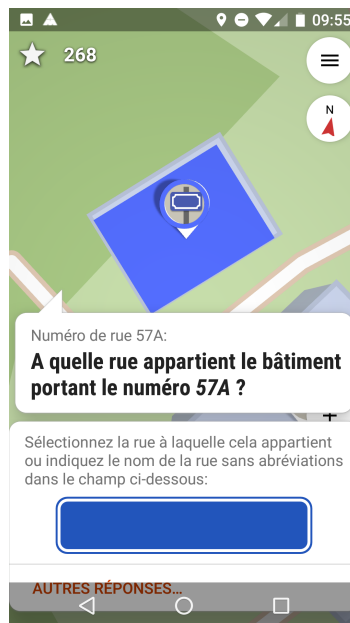 09:55
268
N
Numéro de rue 57A:
A quelle rue appartient le bâtiment
portant le numéro 57A ?
Sélectionnez la rue à laquelle cela appartient
ou indiquez le nom de la rue sans abréviations
dans le champ ci-dessous:
AUTRES RÉPONSES...